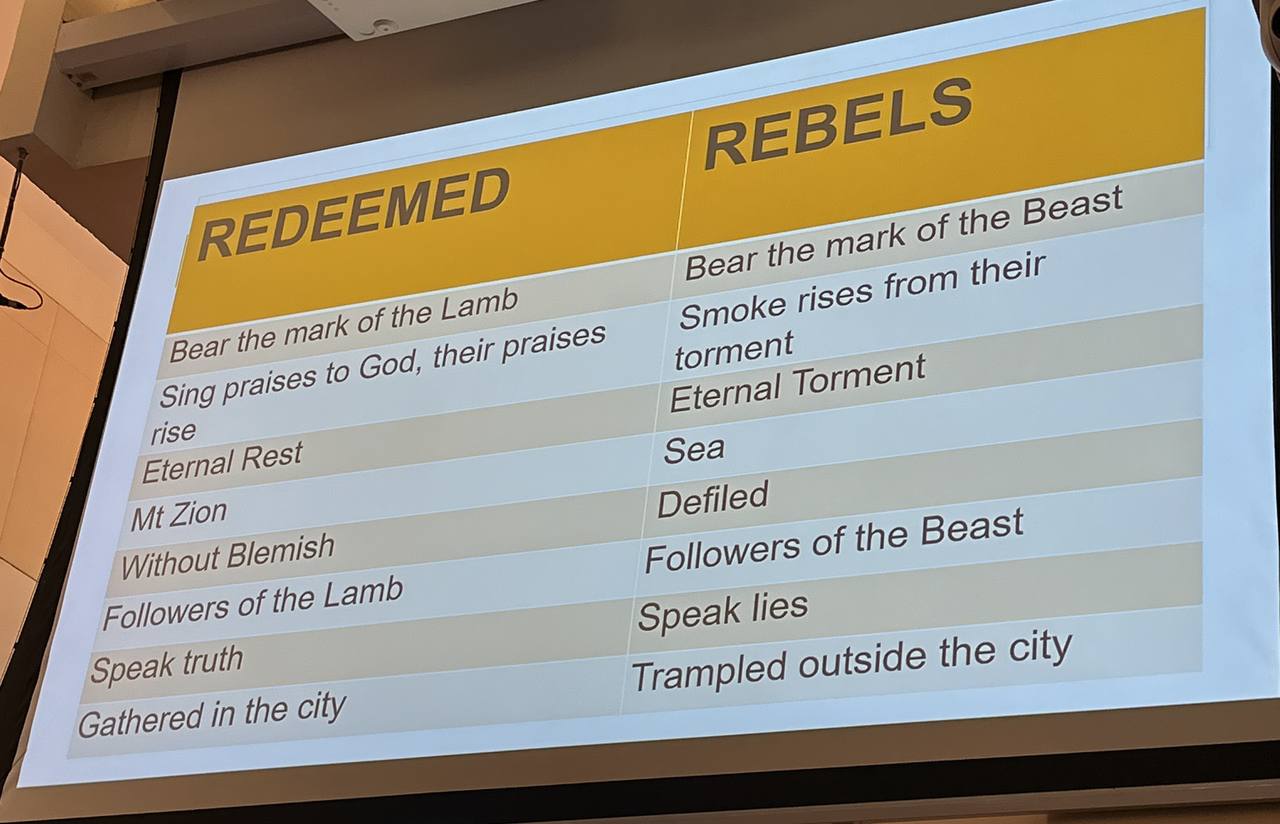 REDEEMED
REBELS
Bear the mark of the Lamb
Bear the mark of the Beast
Sing praises to God, their praises
rise
Smoke rises from their
torment
Eternal Rest
Eternal Torment
Mt Zion
Sea
Without Blemish
Defiled
Followers of the Lamb
Followers of the Beast
Speak truth
Speak lies
Gathered in the city
Trampled outside the city